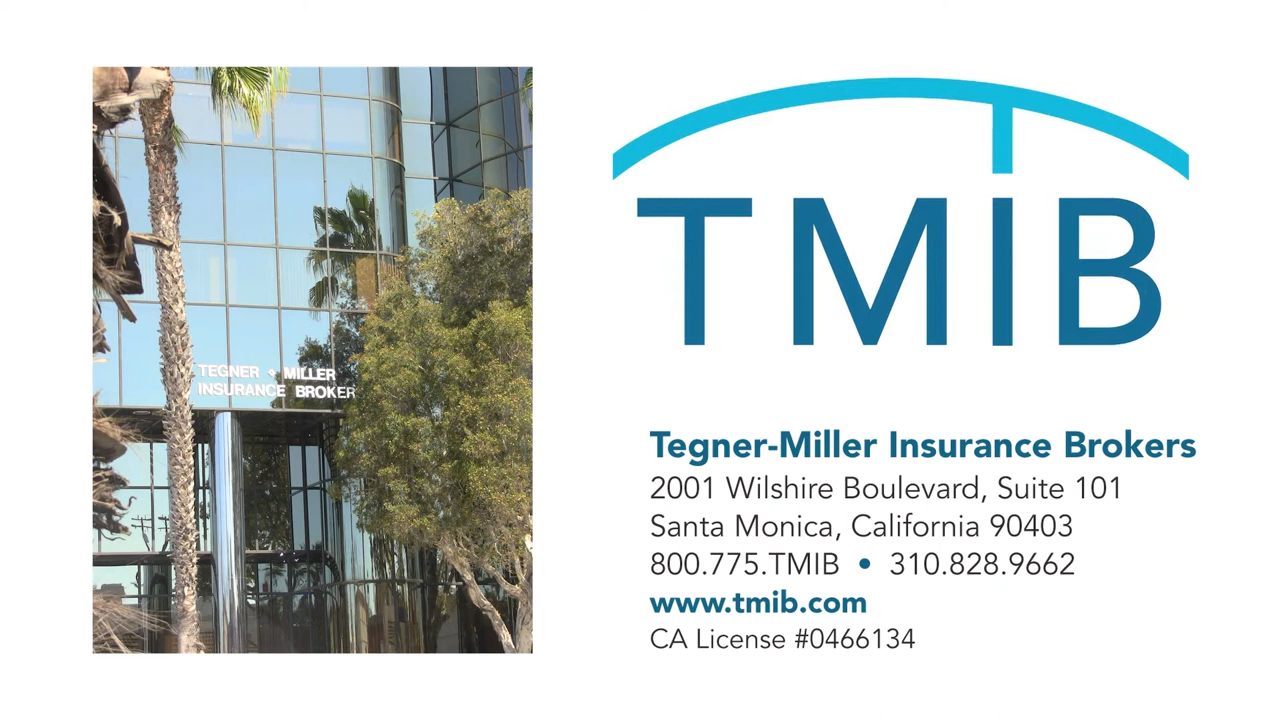 TEGNER ⋄ MILLER
INSURANCE BROKER
TMIB
Tegner-Miller Insurance Brokers
2001 Wilshire Boulevard, Suite 101
Santa Monica, California 90403
800.775.TMIB • 310.828.9662
www.tmib.com
CA License #0466134